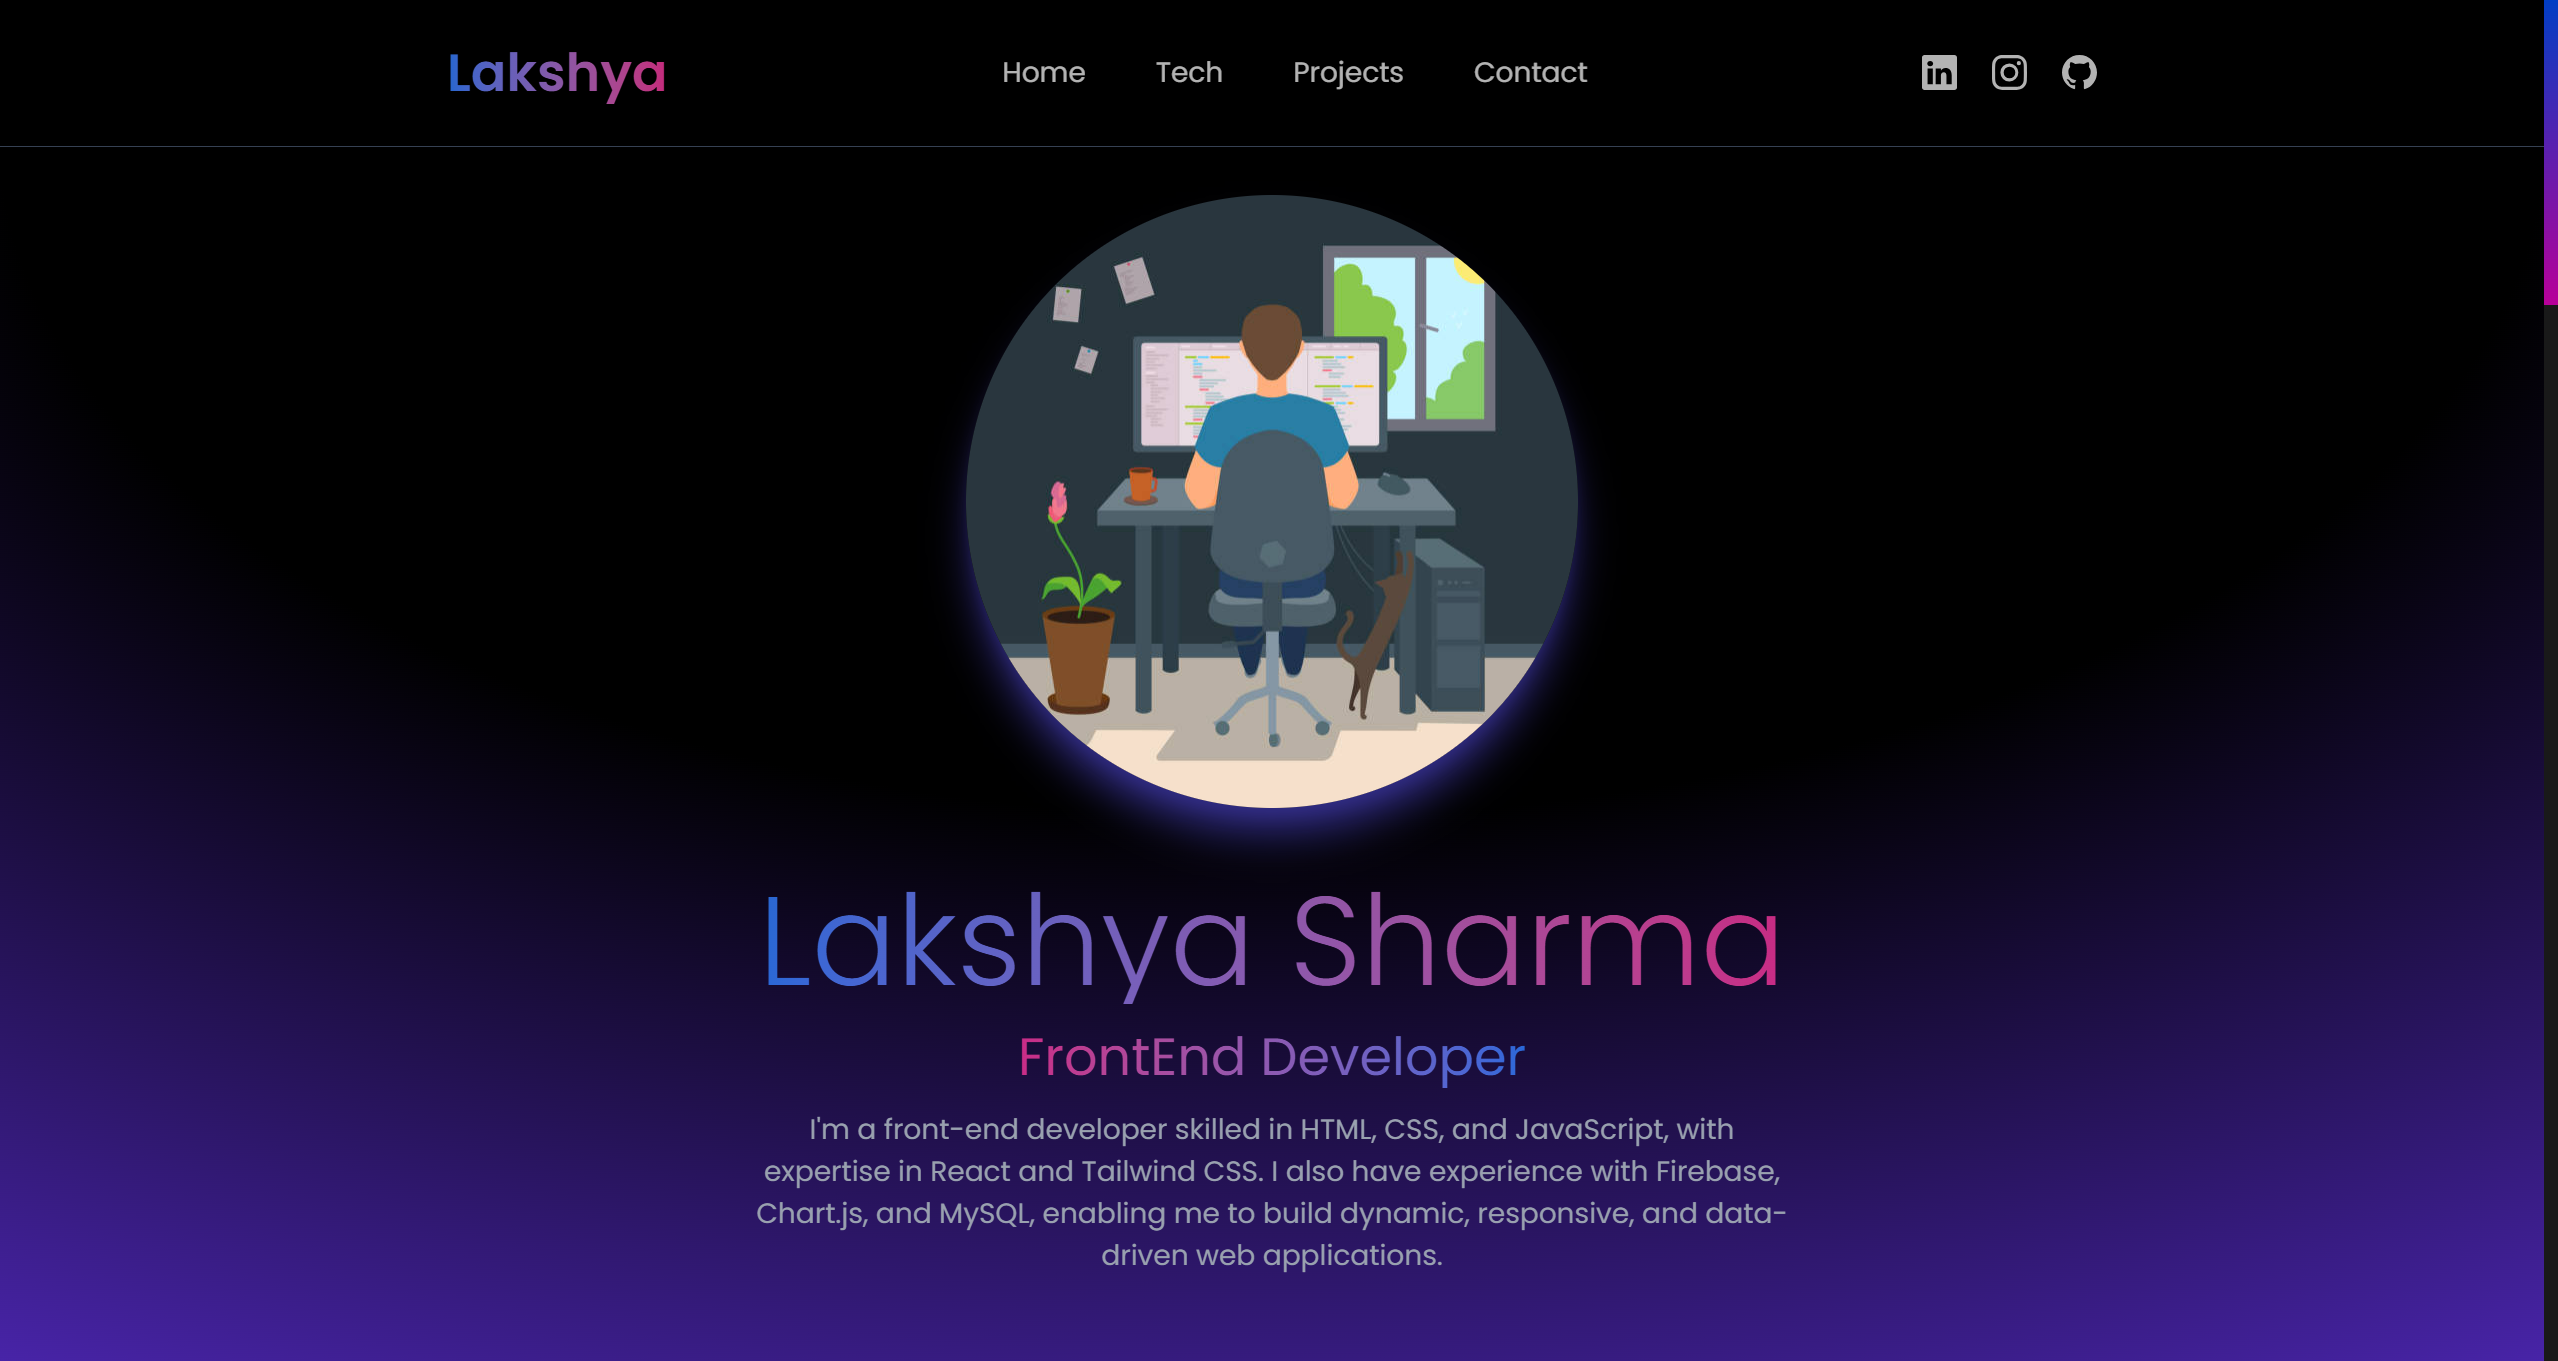 Lakshya
Home Tech Projects Contact
Lakshya Sharma
FrontEnd Developer
I'm a front-end developer skilled in HTML, CSS, and JavaScript, with
expertise in React and Tailwind CSS. I also have experience with Firebase,
Chart.js, and MySQL, enabling me to build dynamic, responsive, and data-
driven web applications.